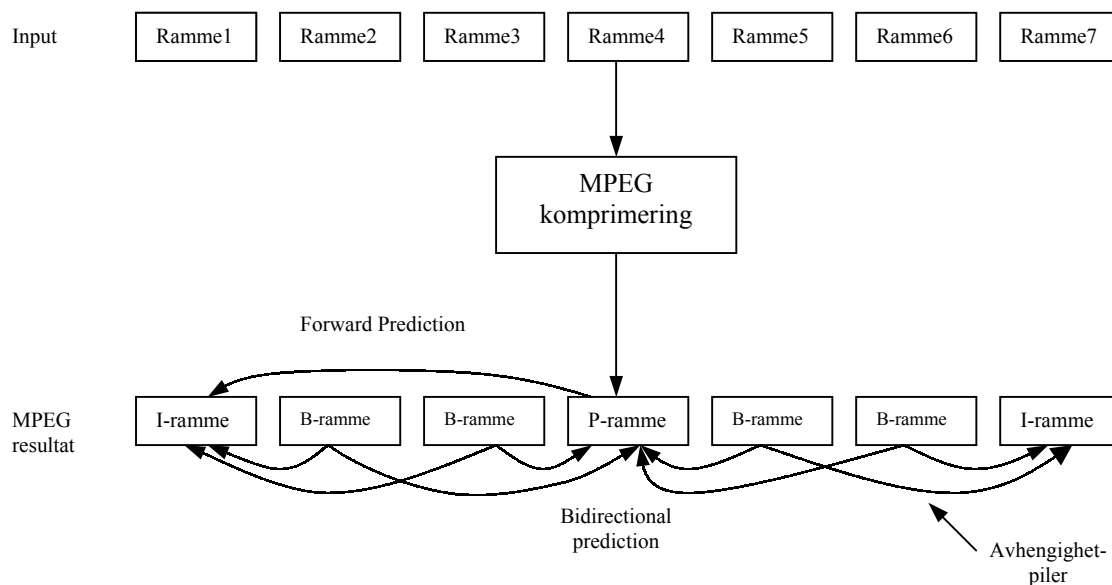 Input
Ramme1 Ramme2 Ramme3 Ramme4 Ramme5 Ramme6 Ramme7
MPEG
komprimering
Forward Prediction
MPEG
resultat
I-ramme B-ramme B-ramme P-ramme B-ramme B-ramme I-ramme
Bidirectional
prediction
Avhengighet-
piler